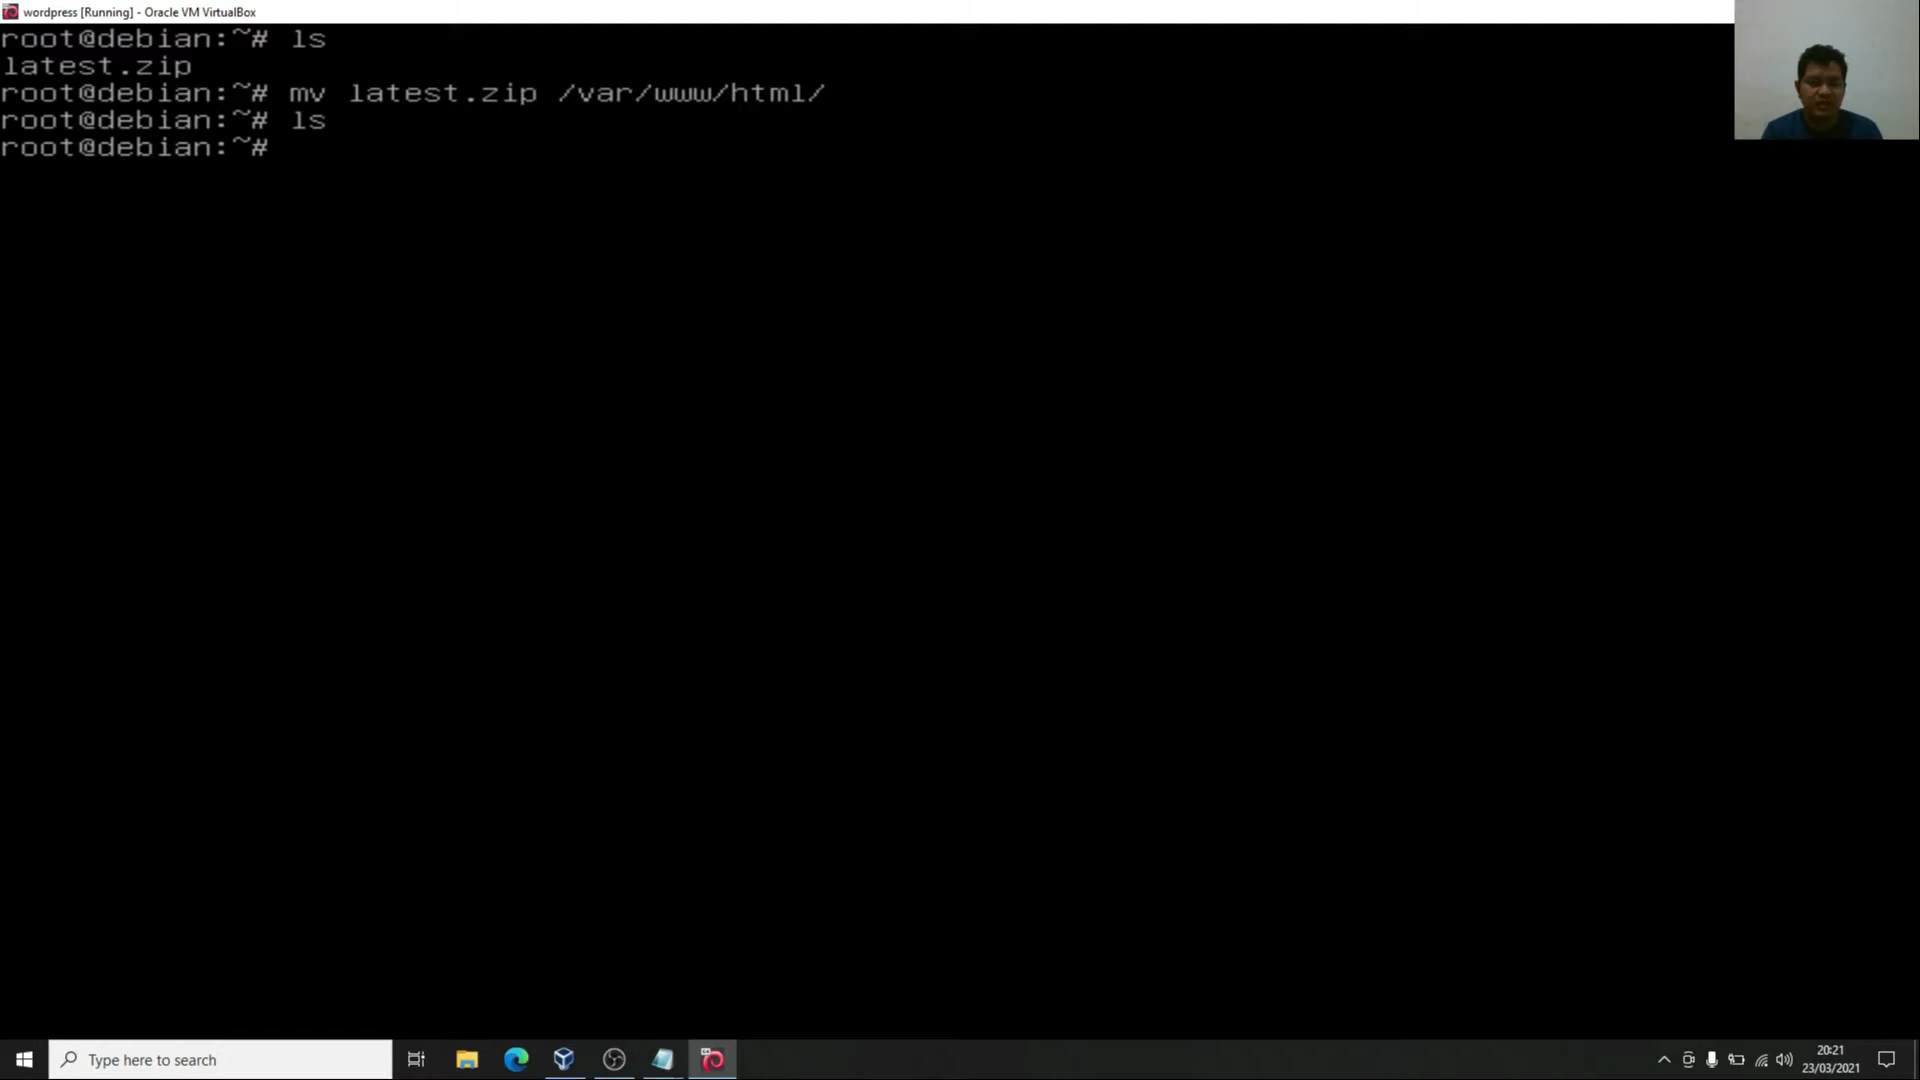 wordpress [Running] - Oracle VM VirtualBox
root@debian:~# ls
latest.zip
root@debian:~# mv latest.zip /var/www/html/
root@debian:~# ls
root@debian:~#
Type here to search
20:21
23/03/2021